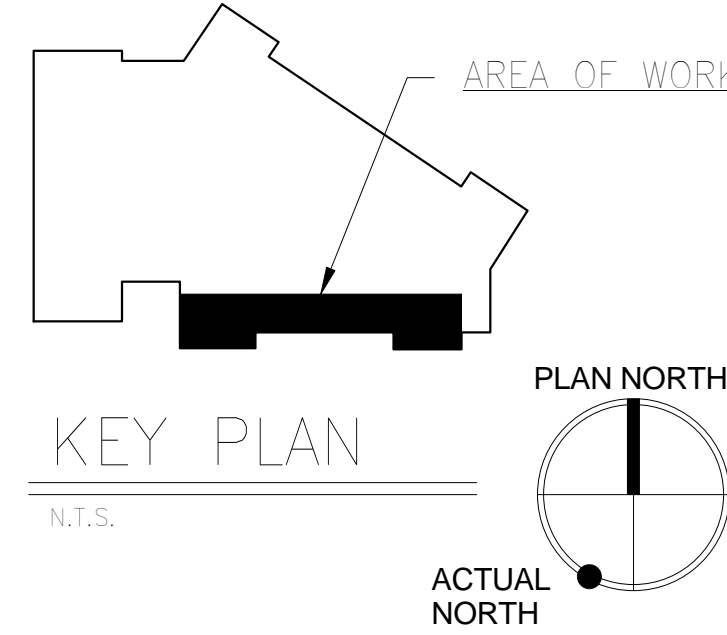 AREA OF WORK
PLAN NORTH
KEY PLAN
N.T.S.
ACTUAL
NORTH